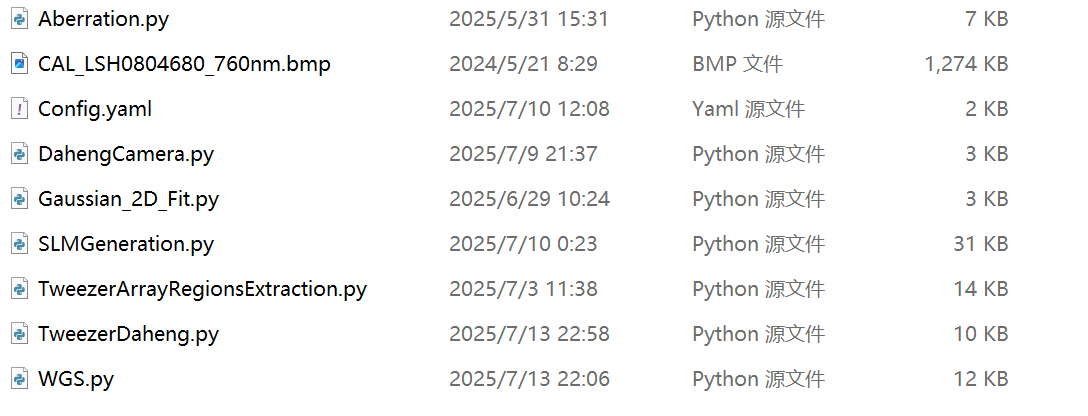 Aberration.py 2025/5/31 15:31 Python 源文件 7 KB
CAL_LSH0804680_760nm.bmp 2024/5/21 8:29 BMP 文件 1,274 KB
Config.yaml 2025/7/10 12:08 Yaml 源文件 2 KB
DahengCamera.py 2025/7/9 21:37 Python 源文件 3 KB
Gaussian_2D_Fit.py 2025/6/29 10:24 Python 源文件 3 KB
SLMGeneration.py 2025/7/10 0:23 Python 源文件 31 KB
TweezerArrayRegionsExtraction.py 2025/7/3 11:38 Python 源文件 14 KB
TweezerDaheng.py 2025/7/13 22:58 Python 源文件 10 KB
WGS.py 2025/7/13 22:06 Python 源文件 12 KB